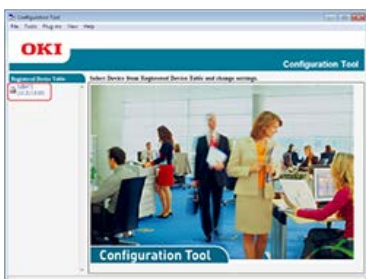 Configuration Tool
File Tools Plug-ins View Help
OKI
Configuration Tool
Registered Device Table
Select Device from Registered Device Table and change settings.
Configuration Tool